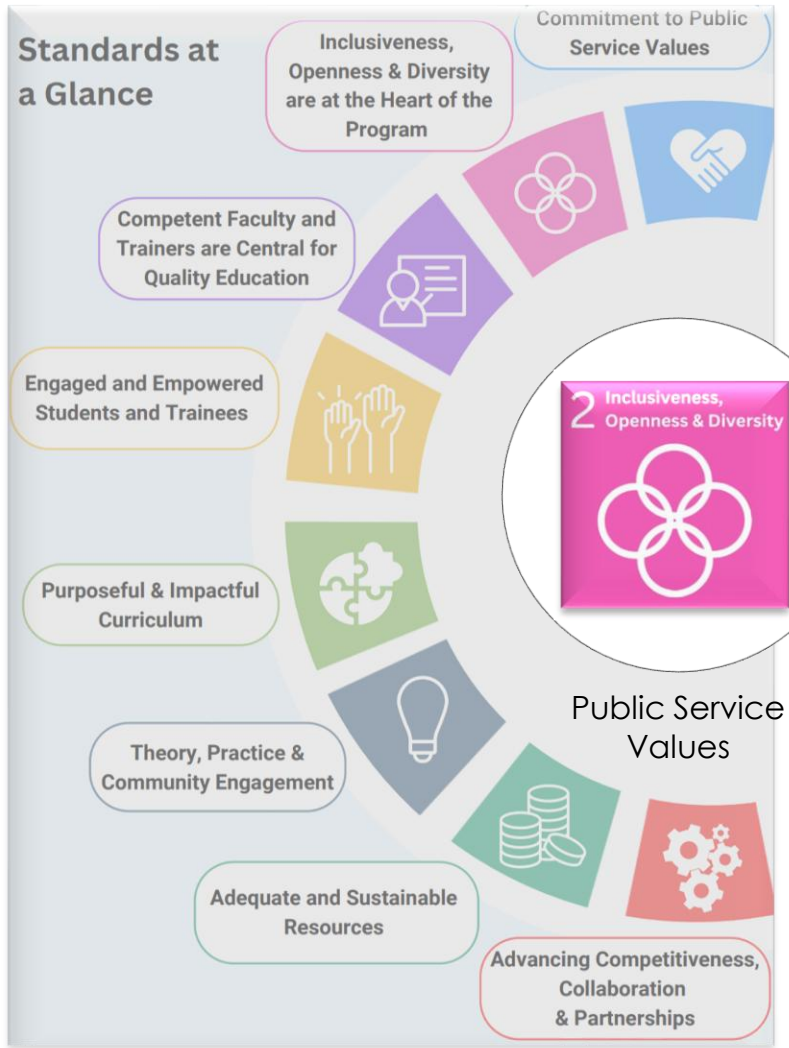 Standards at
a Glance
Commitment to Public
Service Values
Inclusiveness,
Openness & Diversity
are at the Heart of the
Program
Competent Faculty and
Trainers are Central for
Quality Education
Engaged and Empowered
Students and Trainees
2 Inclusiveness,
Openness & Diversity
Purposeful & Impactful
Curriculum
Public Service
Values
Theory, Practice &
Community Engagement
Adequate and Sustainable
Resources
Advancing Competitiveness,
Collaboration
& Partnerships